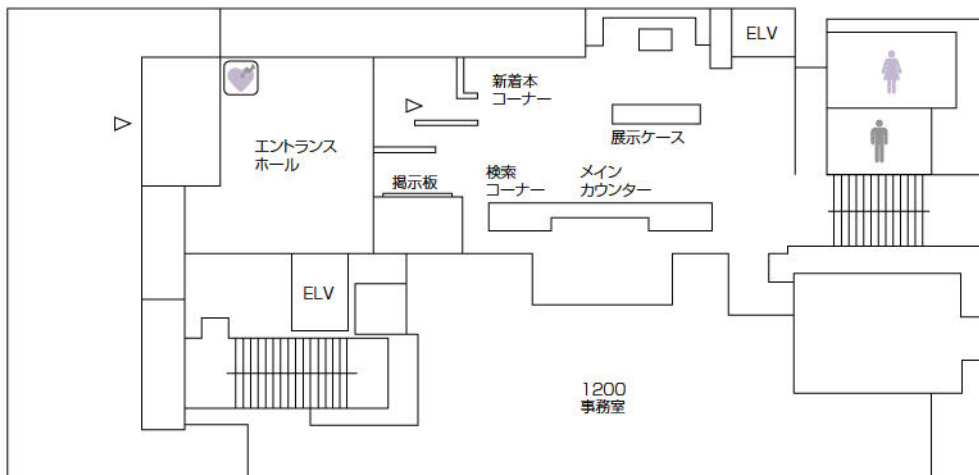 ELV
新着本
コーナー
展示ケース
エントランス
ホール
掲示板
検索
コーナー
メイン
カウンター
ELV
1200
事務室